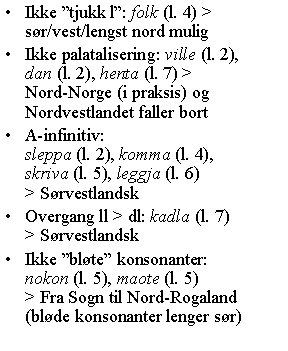 • Ikke ”tjukk l”: folk (l. 4) >
sør/vest/lengst nord mulig
• Ikke palatalisering: ville (l. 2),
dan (l. 2), henta (l. 7) >
Nord-Norge (i praksis) og
Nordvestlandet faller bort
• A-infinitiv:
sleppa (l. 2), komma (l. 4),
skriva (l. 5), leggja (l. 6)
> Sørvestlandsk
• Overgang ll > dl: kadla (l. 7)
> Sørvestlandsk
• Ikke ”bløte” konsonanter:
nokon (l. 5), maote (l. 5)
> Fra Sogn til Nord-Rogaland
(bløde konsonanter lenger sør)